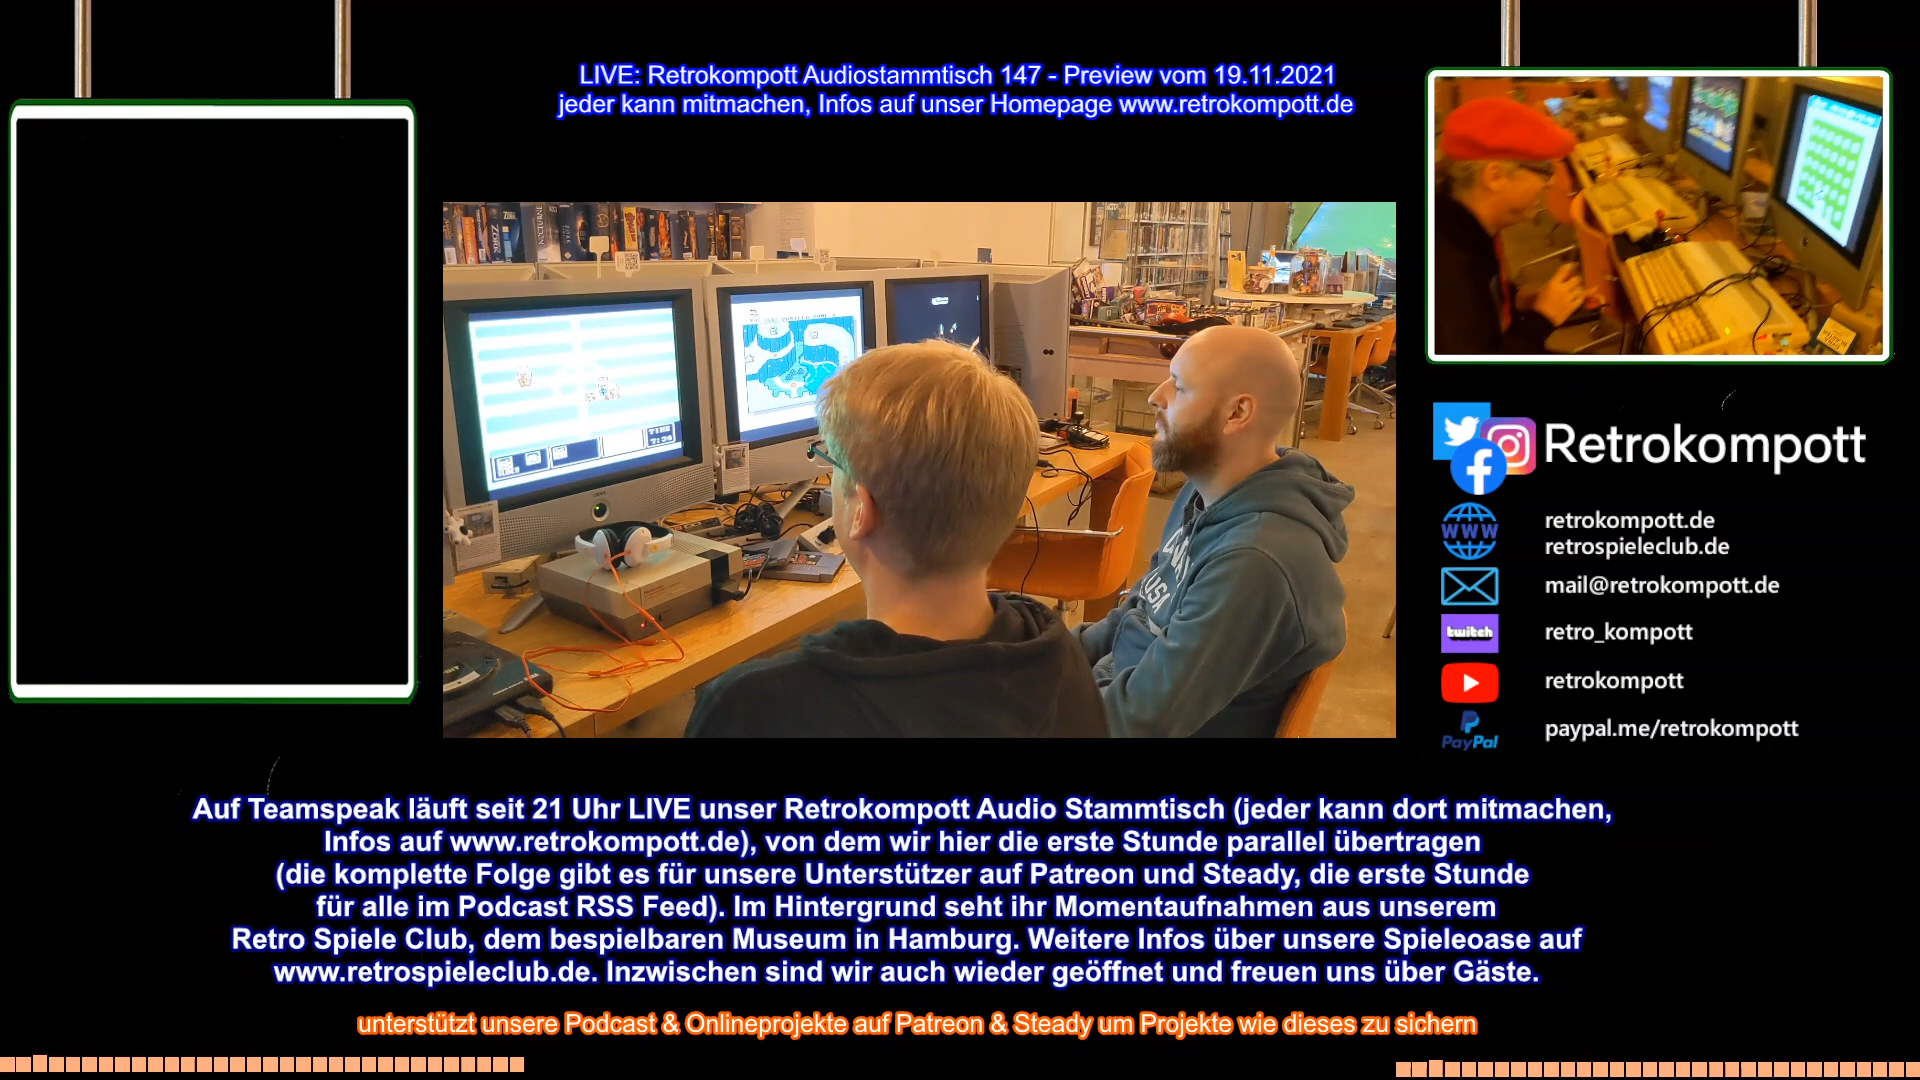 LIVE: Retrokompott Audiostammtisch 147 - Preview vom 19.11.2021
jeder kann mitmachen, Infos auf unser Homepage www.retrokompott.de
ZORK
TIME
Retrokompott
WWW
retrokompott.de
retrospieleclub.de
mail@retrokompott.de
twitch
retro_kompott
retrokompott
PayPal
paypal.me/retrokompott
USA
Auf Teamspeak läuft seit 21 Uhr LIVE unser Retrokompott Audio Stammtisch (jeder kann dort mitmachen,
Infos auf www.retrokompott.de), von dem wir hier die erste Stunde parallel übertragen
(die komplette Folge gibt es für unsere Unterstützer auf Patreon und Steady, die erste Stunde
für alle im Podcast RSS Feed). Im Hintergrund seht ihr Momentaufnahmen aus unserem
Retro Spiele Club, dem bespielbaren Museum in Hamburg. Weitere Infos über unsere Spieleoase auf
www.retrospieleclub.de. Inzwischen sind wir auch wieder geöffnet und freuen uns über Gäste.
unterstützt unsere Podcast & Onlineprojekte auf Patreon & Steady um Projekte wie dieses zu sichern